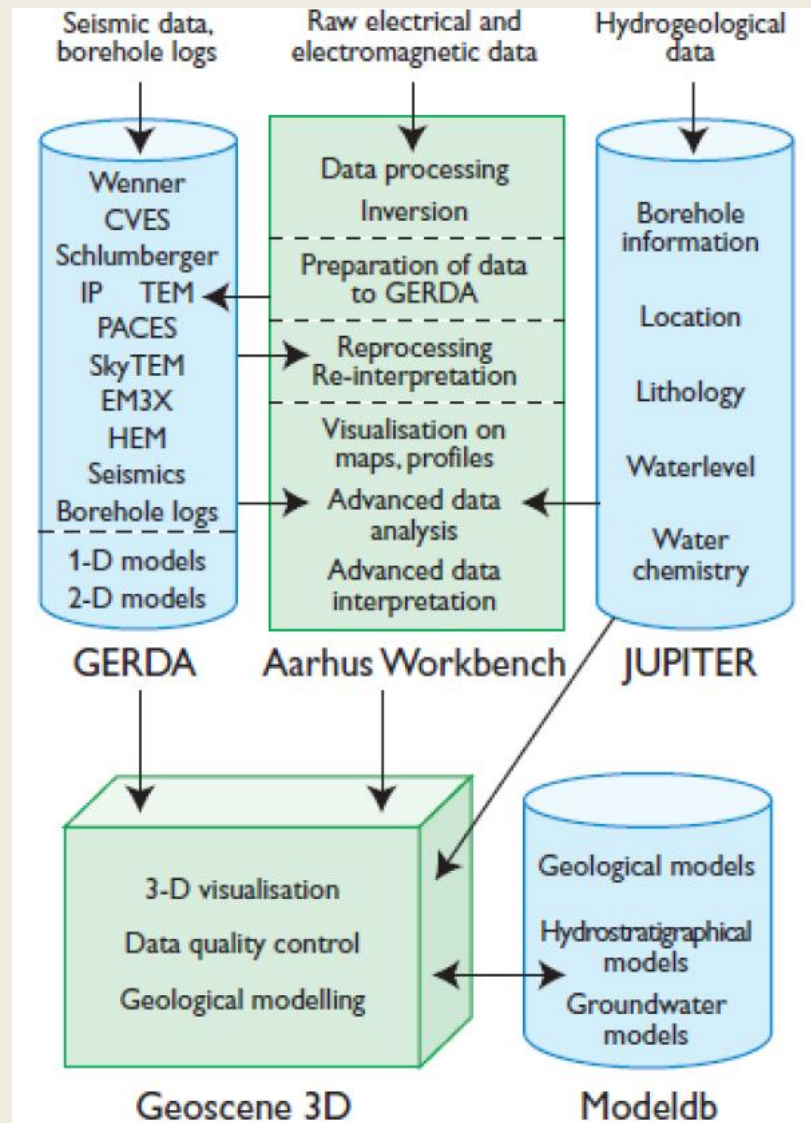 Seismic data,
borehole logs
Raw electrical and
electromagnetic data
Hydrogeological
data
Wenner
CVES
Schlumberger
IP TEM
PACES
SkyTEM
EM3X
HEM
Seismics
Borehole logs
1-D models
2-D models
GERDA
Data processing
Inversion
Preparation of data
to GERDA
Reprocessing
Re-interpretation
Visualisation on
maps, profiles
Advanced data
analysis
Advanced data
interpretation
Aarhus Workbench
Borehole
information
Location
Lithology
Waterlevel
Water
chemistry
JUPITER
3-D visualisation
Data quality control
Geological modelling
Geoscene 3D
Geological models
Hydrostratigraphical
models
Groundwater
models
Modeldb